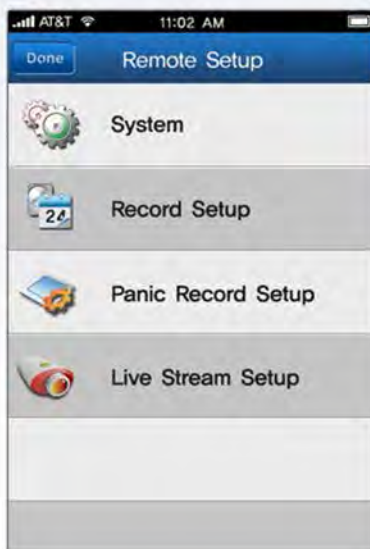 AT&T 11:02 AM
Done Remote Setup
System
24 Record Setup
Panic Record Setup
Live Stream Setup